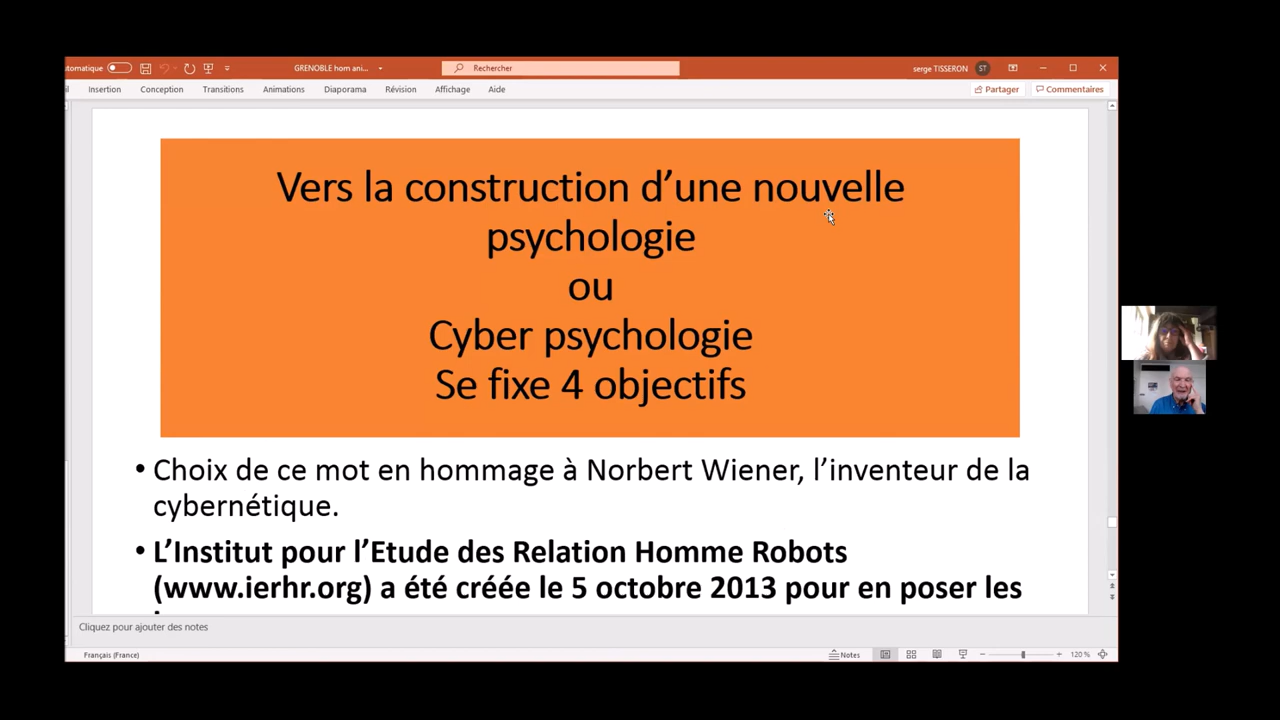 tomatique
GRENOBLE hom ani...
Rechercher
serge TISSERON
ST
Insertion Conception Transitions Animations Diaporama Révision Affichage Aide
Partager
Commentaires
Vers la construction d’une nouvelle
psychologie
ou
Cyber psychologie
Se fixe 4 objectifs
• Choix de ce mot en hommage à Norbert Wiener, l’inventeur de la
cybernétique.
• L’Institut pour l’Etude des Relation Homme Robots
(www.ierhr.org) a été créée le 5 octobre 2013 pour en poser les
Cliquez pour ajouter des notes
Français (France)
Notes
120 %